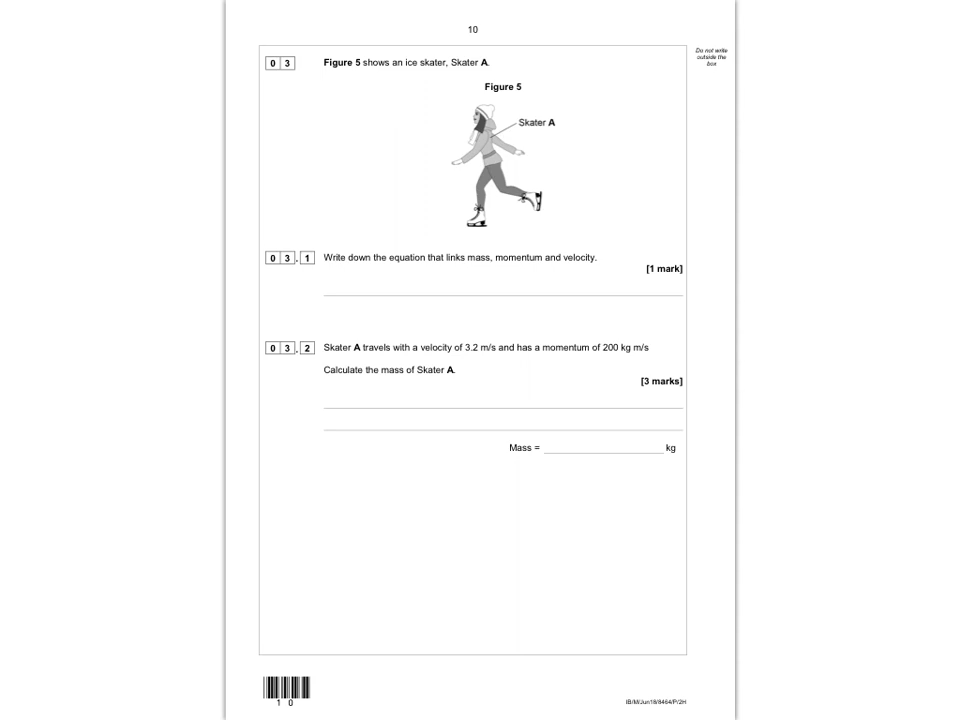 10
Do not write
outside the
box
0 3 Figure 5 shows an ice skater, Skater A.
Figure 5
Skater A
0 3 . 1 Write down the equation that links mass, momentum and velocity.
[1 mark]
0 3 . 2 Skater A travels with a velocity of 3.2 m/s and has a momentum of 200 kg m/s
Calculate the mass of Skater A.
[3 marks]
Mass = kg
1 0
IB/M/Jun18/8464/P/2H